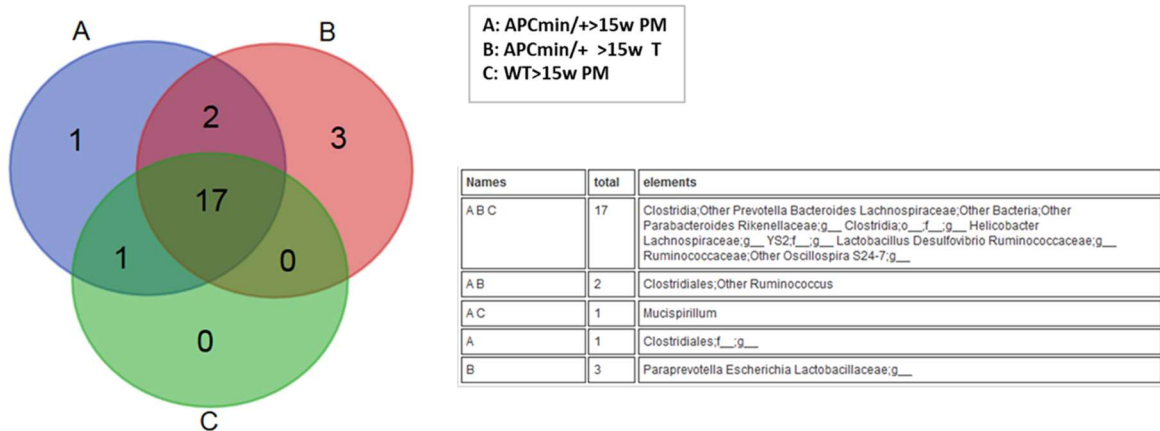 A
B
1
2
3
17
1
0
0
C
A: APCmin/+>15w PM
B: APCmin/+ >15w T
C: WT>15w PM
Names total elements
A B C 17 Clostridia;Other Prevotella Bacteroides Lachnospiraceae;Other Bacteria;Other
Parabacteroides Rikenellaceae;g__ Clostridia;o__;f__;g__ Helicobacter
Lachnospiraceae;g__ YS2;f__;g__ Lactobacillus Desulfovibrio Ruminococcaceae;g__
Ruminococcaceae;Other Oscillospira S24-7;g__
A B 2 Clostridiales;Other Ruminococcus
A C 1 Mucispirillum
A 1 Clostridiales;f__;g__
B 3 Paraprevotella Escherichia Lactobacillaceae;g__